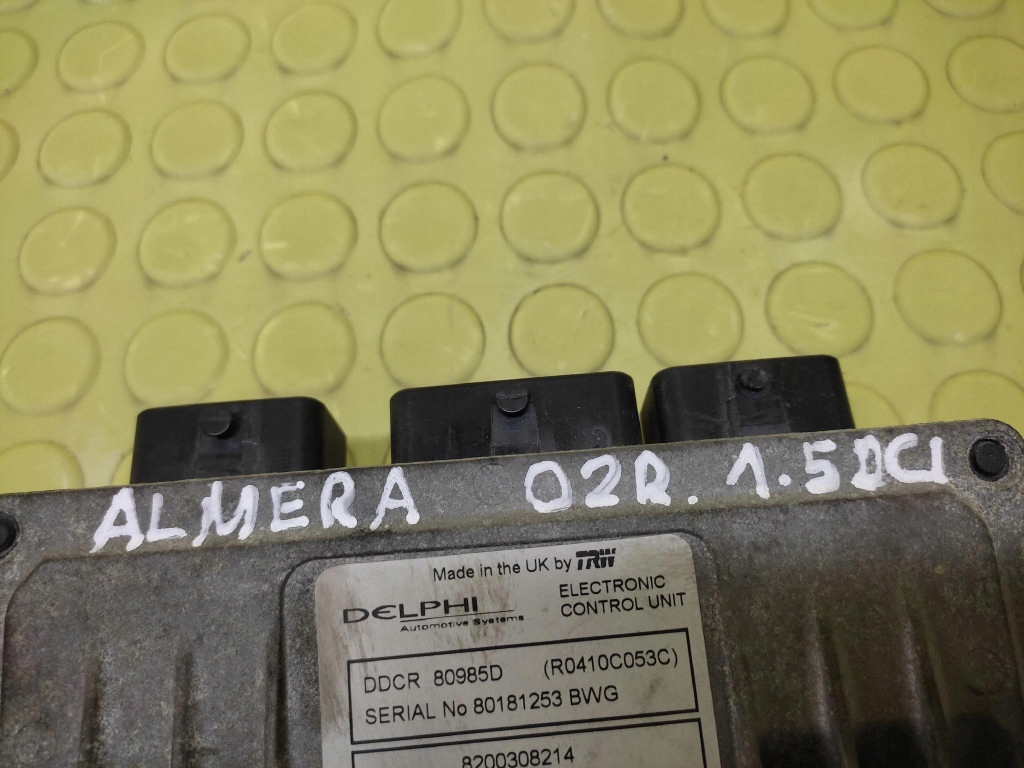 ALMERA 02R. 1.5DCI
Made in the UK by TRW
DELPHI
Automotive Systems
ELECTRONIC
CONTROL UNIT
DDCR 80985D (R0410C053C)
SERIAL No 80181253 BWG
8200308214